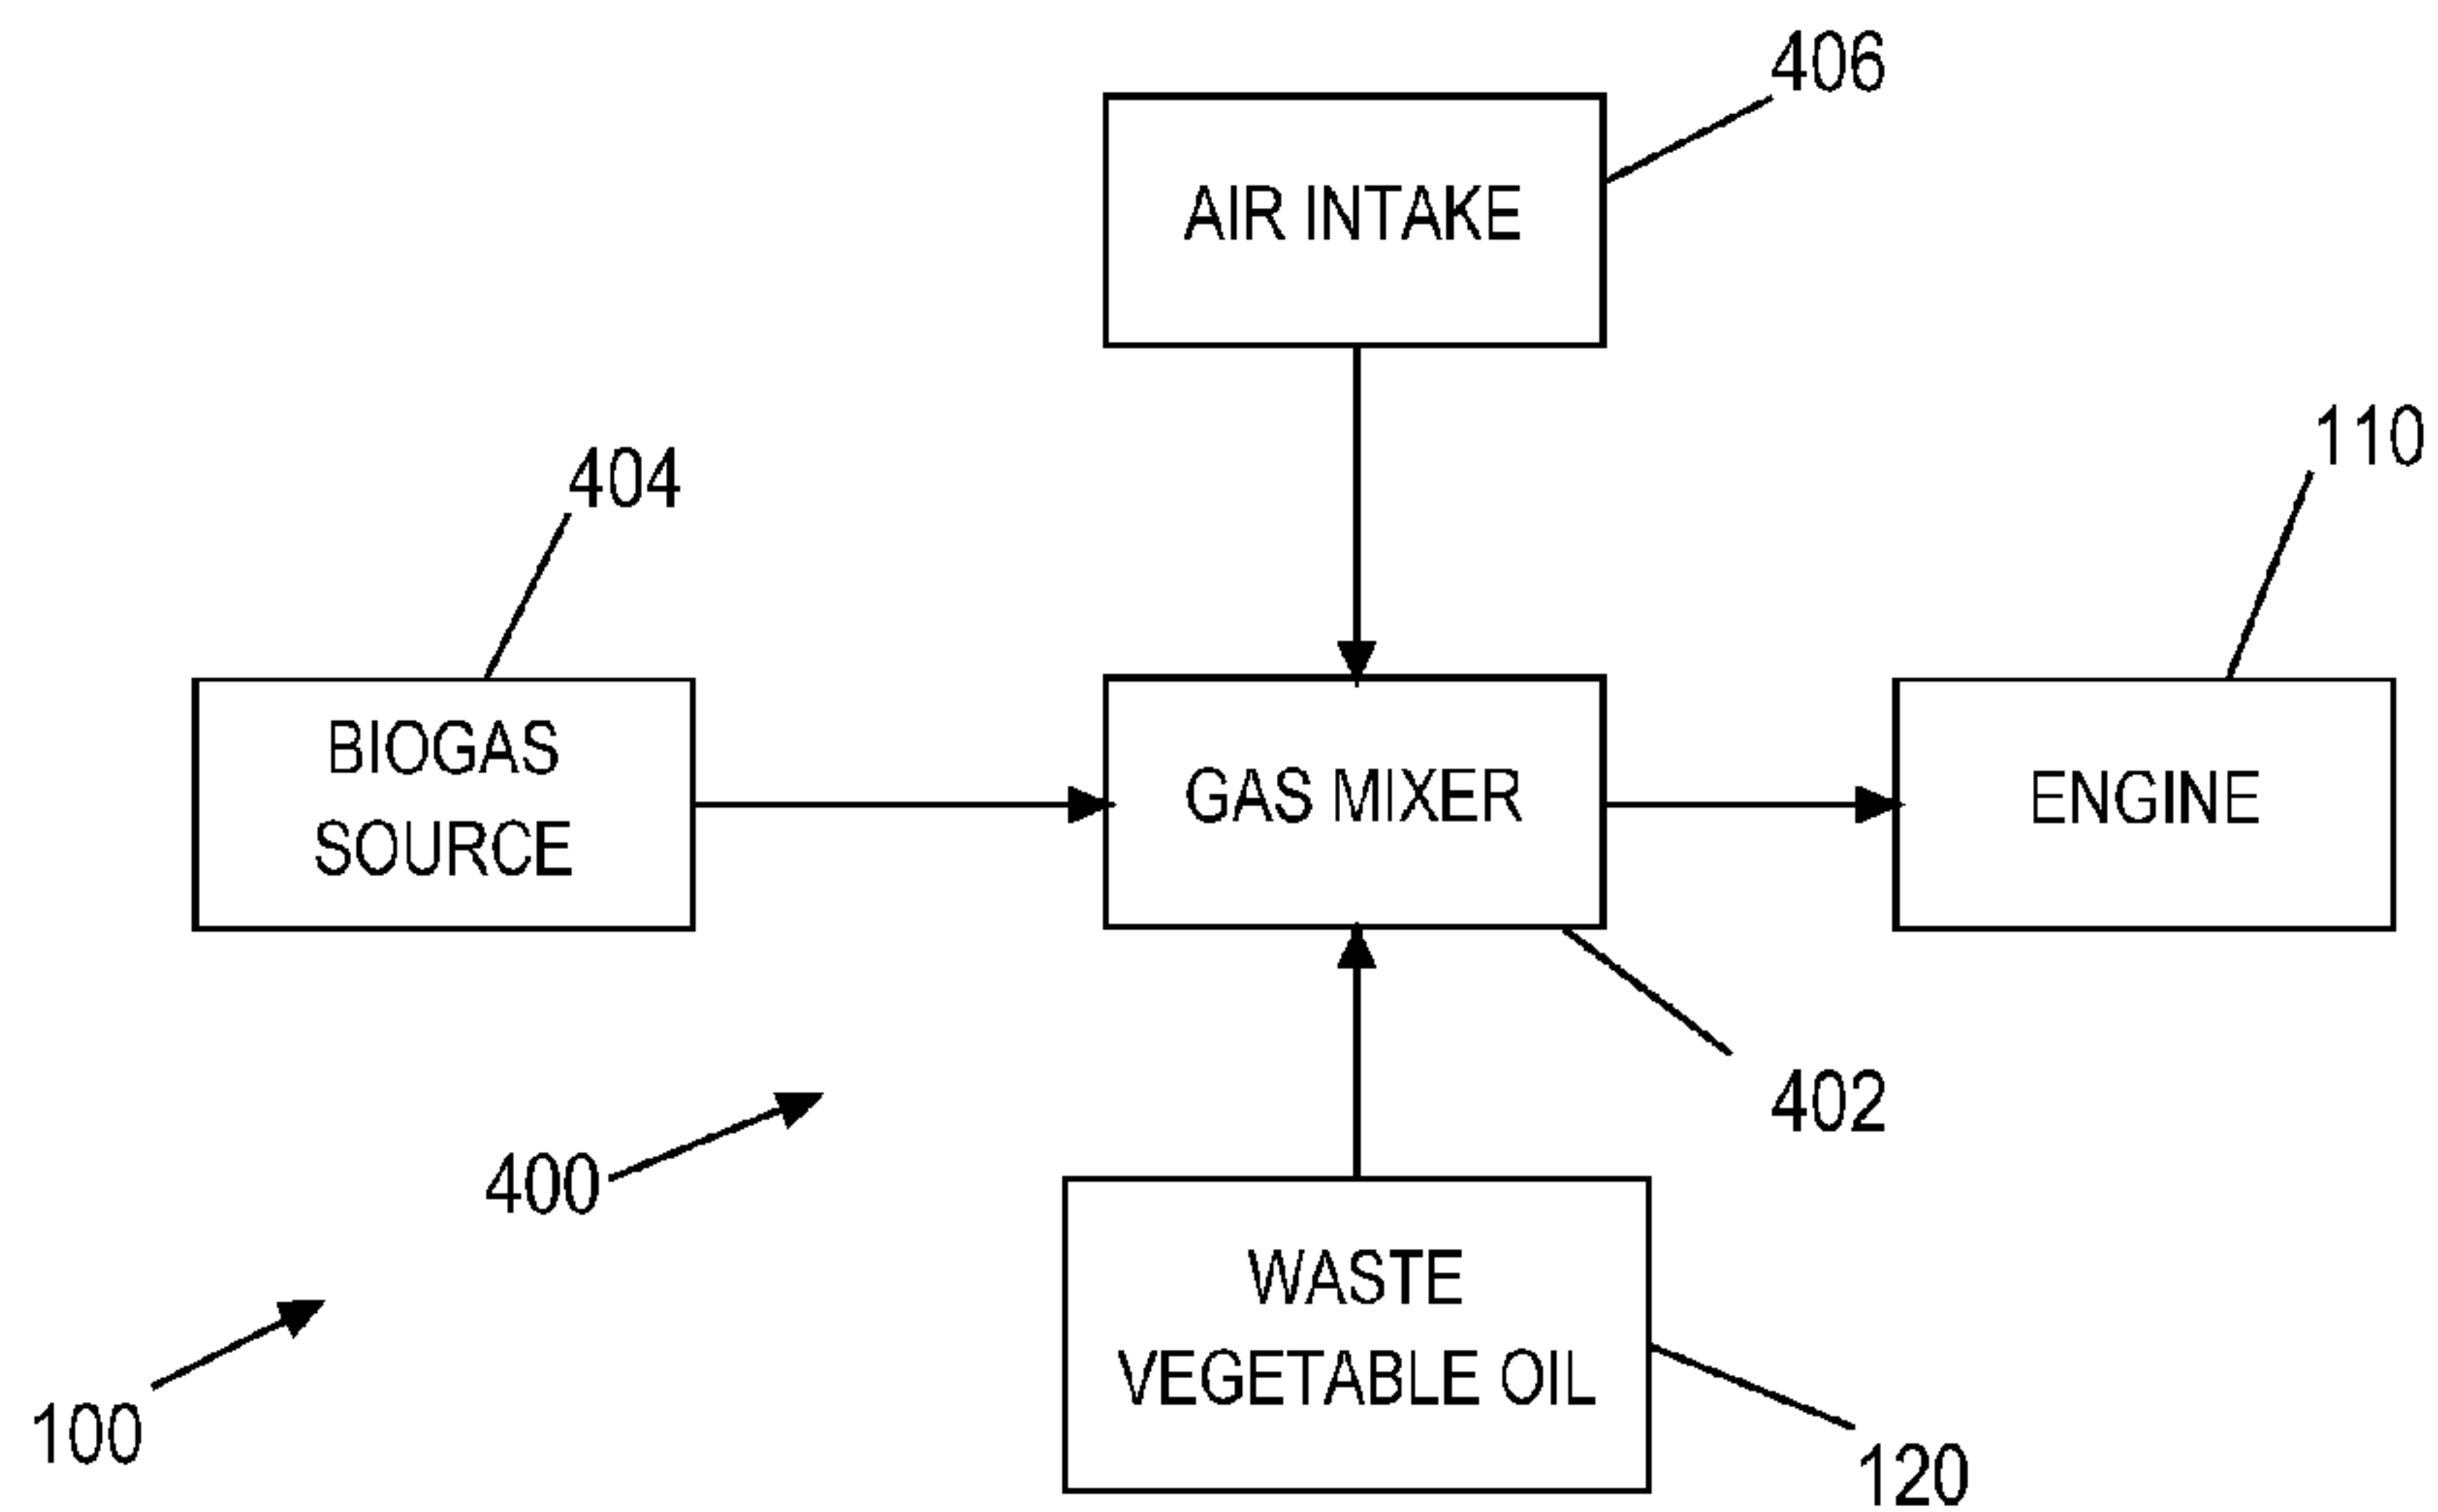 406
AIR INTAKE
110
404
BIOGAS
SOURCE
GAS MIXER
ENGINE
402
400
WASTE
VEGETABLE OIL
100
120